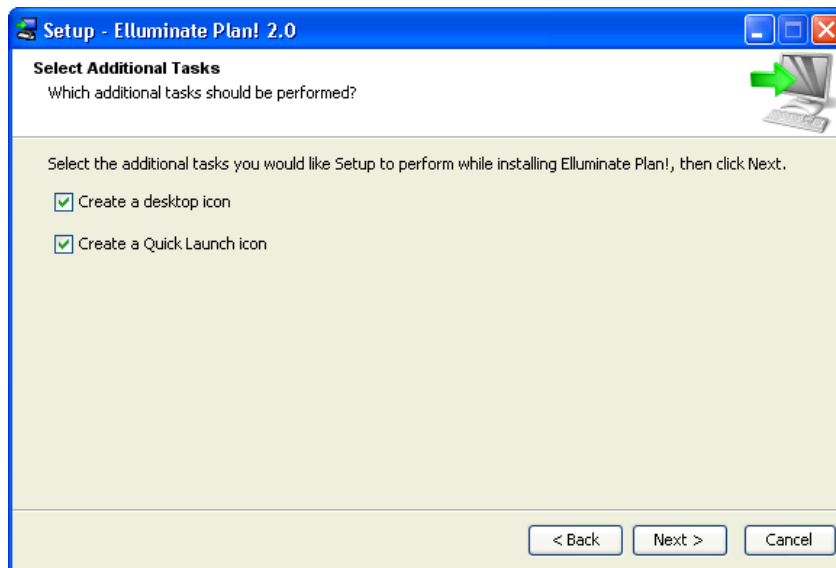 Setup - Elluminate Plan! 2.0
Select Additional Tasks
Which additional tasks should be performed?
Select the additional tasks you would like Setup to perform while installing Elluminate Plan!, then click Next.
Create a desktop icon
Create a Quick Launch icon
< Back Next > Cancel